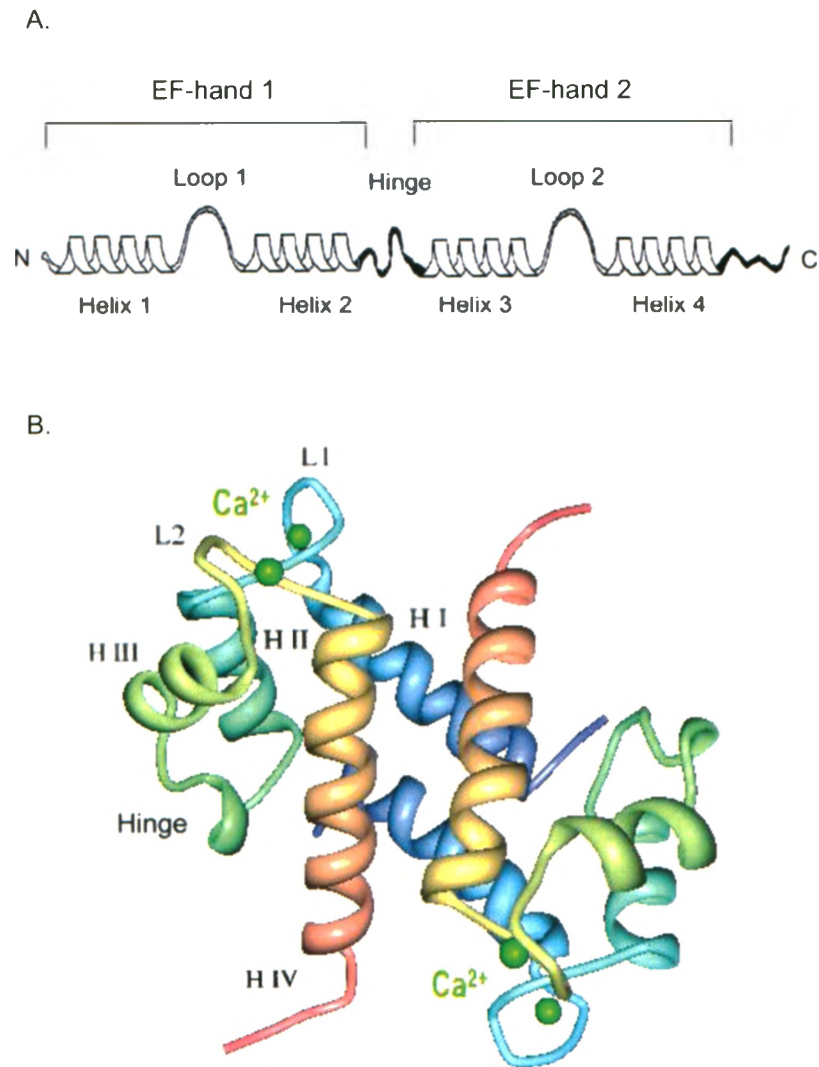 A.
EF-hand 1 EF-hand 2
Loop 1 Hinge Loop 2
N C
Helix 1 Helix 2 Helix 3 Helix 4
B.
L1
Ca²⁺
L2
H I
H II
H III
Hinge
H IV
Ca²⁺